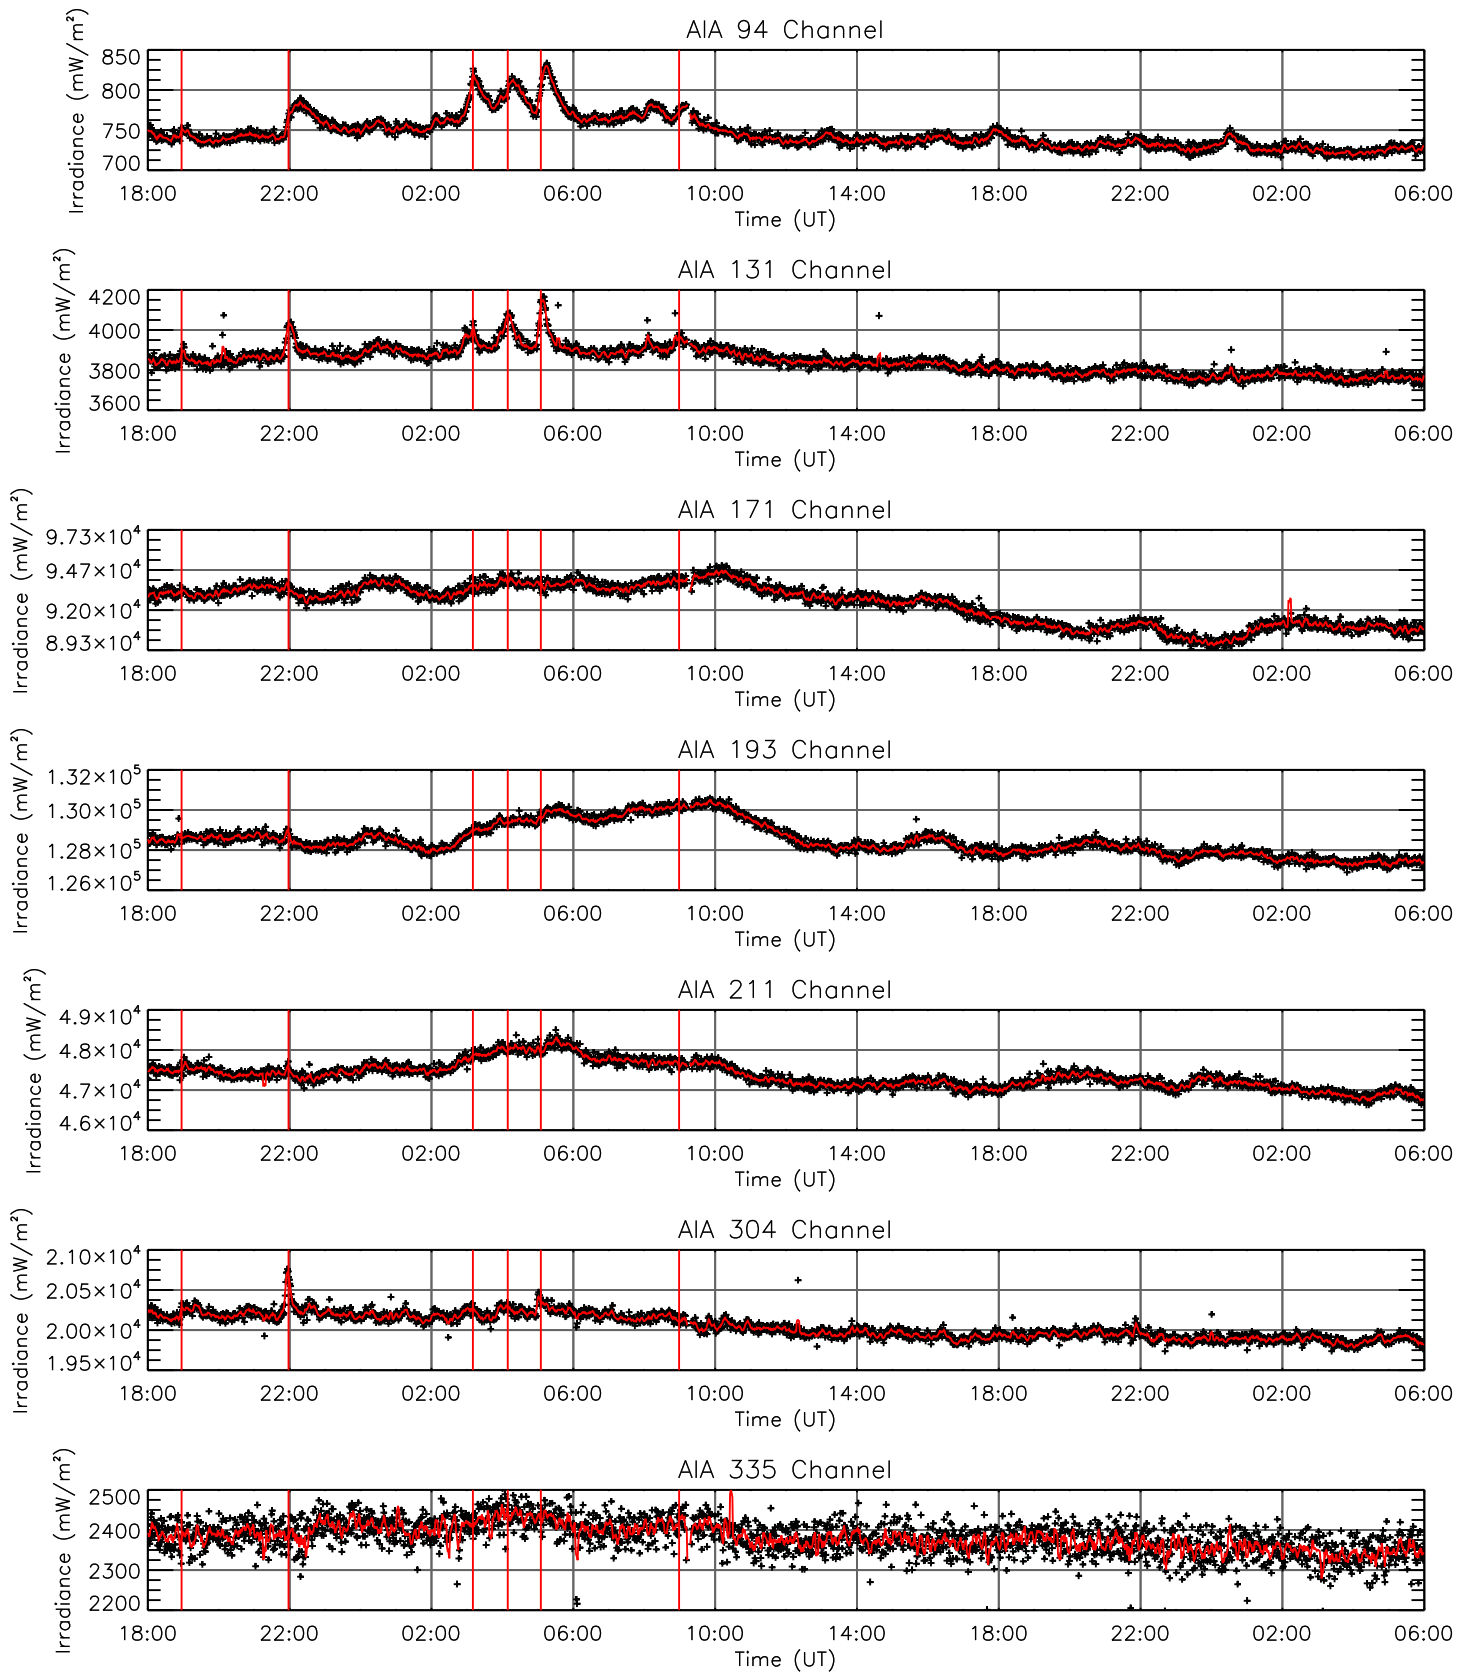 AIA 94 Channel
Irradiance (mW/m²)
850
800
750
700
18:00 22:00 02:00 06:00 10:00 14:00 18:00 22:00 02:00 06:00
Time (UT)
AIA 131 Channel
Irradiance (mW/m²)
4200
4000
3800
3600
18:00 22:00 02:00 06:00 10:00 14:00 18:00 22:00 02:00 06:00
Time (UT)
AIA 171 Channel
Irradiance (mW/m²)
9.73×10⁴
9.47×10⁴
9.20×10⁴
8.93×10⁴
18:00 22:00 02:00 06:00 10:00 14:00 18:00 22:00 02:00 06:00
Time (UT)
AIA 193 Channel
Irradiance (mW/m²)
1.32×10⁵
1.30×10⁵
1.28×10⁵
1.26×10⁵
18:00 22:00 02:00 06:00 10:00 14:00 18:00 22:00 02:00 06:00
Time (UT)
AIA 211 Channel
Irradiance (mW/m²)
4.9×10⁴
4.8×10⁴
4.7×10⁴
4.6×10⁴
18:00 22:00 02:00 06:00 10:00 14:00 18:00 22:00 02:00 06:00
Time (UT)
AIA 304 Channel
Irradiance (mW/m²)
2.10×10⁴
2.05×10⁴
2.00×10⁴
1.95×10⁴
18:00 22:00 02:00 06:00 10:00 14:00 18:00 22:00 02:00 06:00
Time (UT)
AIA 335 Channel
Irradiance (mW/m²)
2500
2400
2300
2200
18:00 22:00 02:00 06:00 10:00 14:00 18:00 22:00 02:00 06:00
Time (UT)